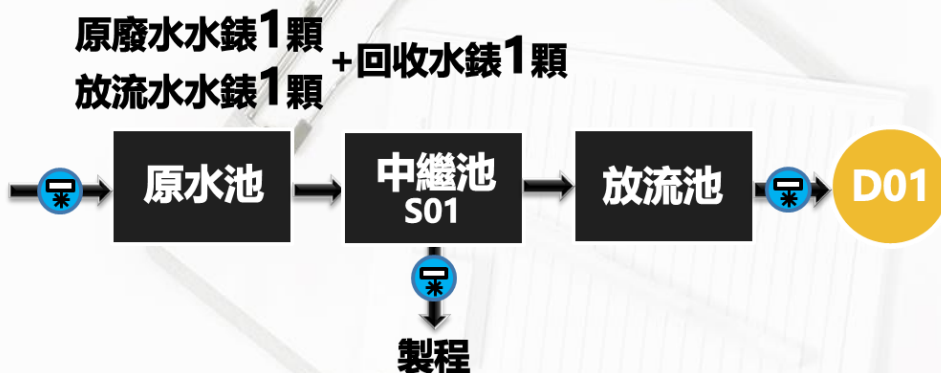 原廢水水錶1顆
放流水水錶1顆
+回收水錶1顆
原水池
中繼池
S01
放流池
D01
製程